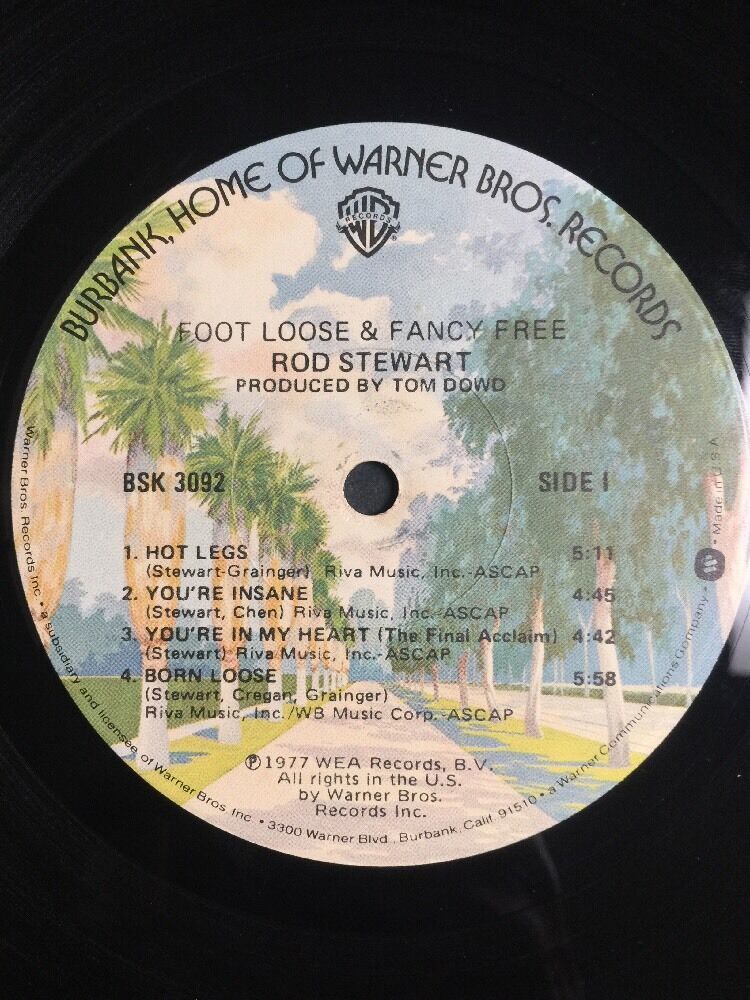 BURBANK, HOME OF WARNER BROS. RECORDS
WB
RECORDS
®
FOOT LOOSE & FANCY FREE
ROD STEWART
PRODUCED BY TOM DOWD
BSK 3092
SIDE I
1. HOT LEGS 5:11
(Stewart-Grainger) Riva Music, Inc.-ASCAP
2. YOU'RE INSANE 4:45
(Stewart, Chen) Riva Music, Inc.-ASCAP
3. YOU'RE IN MY HEART (The Final Acclaim) 4:42
(Stewart) Riva Music, Inc.-ASCAP
4. BORN LOOSE 5:58
(Stewart, Cregan, Grainger)
Riva Music, Inc./WB Music Corp.-ASCAP
℗1977 WEA Records, B.V.
All rights in the U.S.
by Warner Bros.
Records Inc.
Warner Bros. Records Inc. • a subsidiary and licensee of Warner Bros. Inc. • 3300 Warner Blvd., Burbank, Calif. 91510 • a Warner Communications Company • Made in U.S.A.